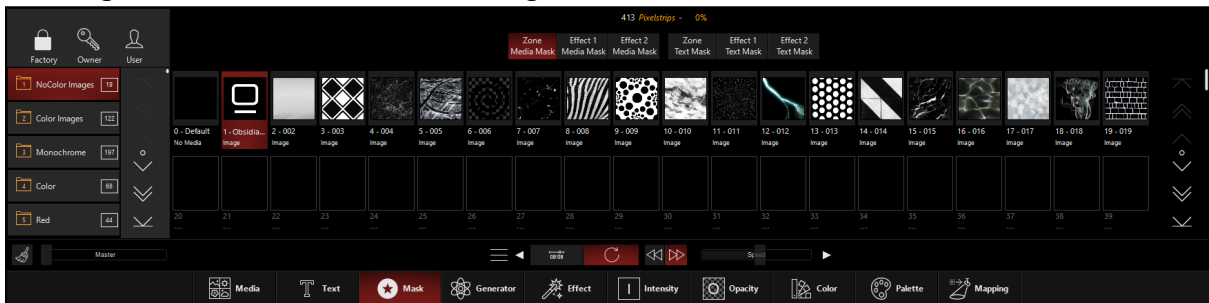 413 Pixelstrips - 0%
Zone Media Mask
Effect 1 Media Mask
Effect 2 Media Mask
Zone Text Mask
Effect 1 Text Mask
Effect 2 Text Mask
Factory Owner User
1 NoColor Images 19
2 Color Images 122
3 Monochrome 197
4 Color 68
5 Red 44
0 - Default 1 - Obsidia... 2 - 002 3 - 003 4 - 004 5 - 005 6 - 006 7 - 007 8 - 008 9 - 009 10 - 010 11 - 011 12 - 012 13 - 013 14 - 014 15 - 015 16 - 016 17 - 017 18 - 018 19 - 019
No Media Image Image Image Image Image Image Image Image Image Image Image Image Image Image Image Image Image Image Image
20 21 22 23 24 25 26 27 28 29 30 31 32 33 34 35 36 37 38 39
--- --- --- --- --- --- --- --- --- --- --- --- --- --- --- --- --- --- --- ---
Master Speed
Media Text Mask Generator Effect Intensity Opacity Color Palette Mapping